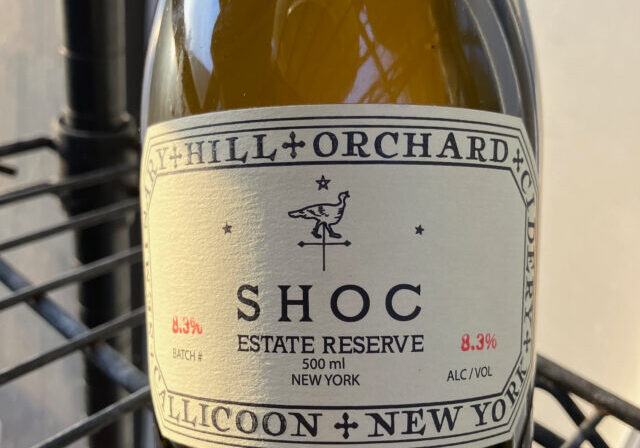 HILL ORCHARD CIDERY
SHOC
ESTATE RESERVE
500 ml
NEW YORK
8.3%
BATCH #
8.3%
ALC / VOL
CALLICOON NEW YORK